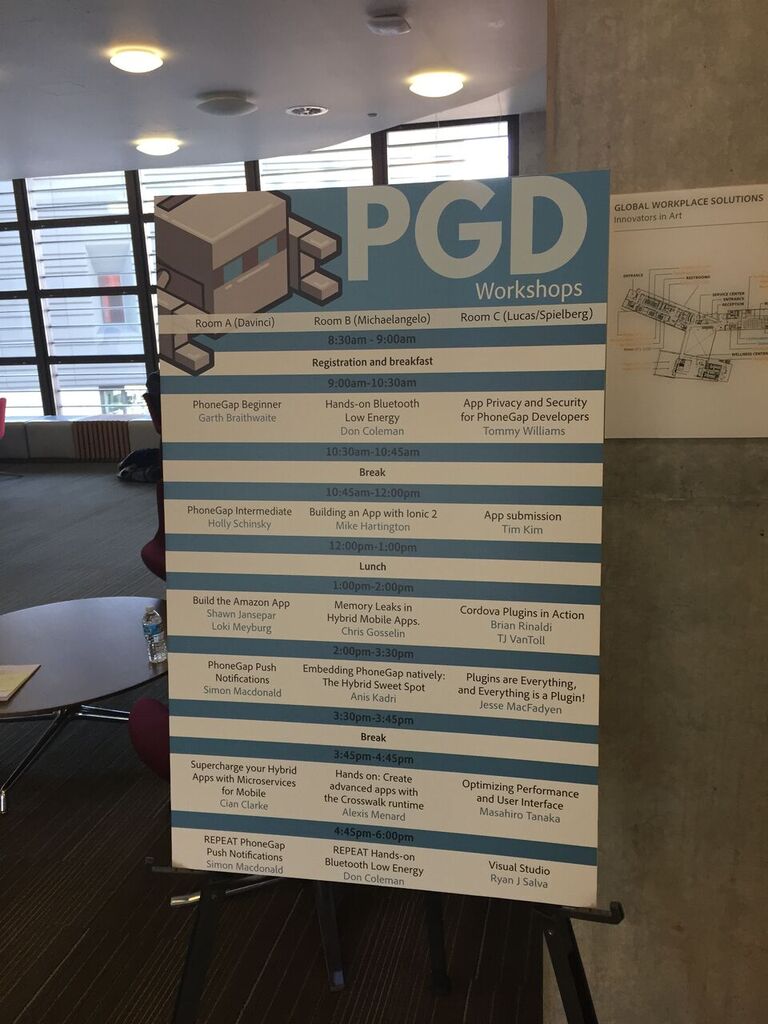 PGD
Workshops
Room A (Davinci) Room B (Michaelangelo) Room C (Lucas/Spielberg)
8:30am - 9:00am
Registration and breakfast
9:00am-10:30am
PhoneGap Beginner
Garth Braithwaite
Hands-on Bluetooth
Low Energy
Don Coleman
App Privacy and Security
for PhoneGap Developers
Tommy Williams
10:30am-10:45am
Break
10:45am-12:00pm
PhoneGap Intermediate
Holly Schinsky
Building an App with Ionic 2
Mike Hartington
App submission
Tim Kim
12:00pm-1:00pm
Lunch
1:00pm-2:00pm
Build the Amazon App
Shawn Jansepar
Loki Meyburg
Memory Leaks in
Hybrid Mobile Apps.
Chris Gosselin
Cordova Plugins in Action
Brian Rinaldi
TJ VanToll
2:00pm-3:30pm
PhoneGap Push
Notifications
Simon Macdonald
Embedding PhoneGap natively:
The Hybrid Sweet Spot
Anis Kadri
Plugins are Everything,
and Everything is a Plugin!
Jesse MacFadyen
3:30pm-3:45pm
Break
3:45pm-4:45pm
Supercharge your Hybrid
Apps with Microservices
for Mobile
Cian Clarke
Hands on: Create
advanced apps with
the Crosswalk runtime
Alexis Menard
Optimizing Performance
and User Interface
Masahiro Tanaka
4:45pm-6:00pm
REPEAT PhoneGap
Push Notifications
Simon Macdonald
REPEAT Hands-on
Bluetooth Low Energy
Don Coleman
Visual Studio
Ryan J Salva
GLOBAL WORKPLACE SOLUTIONS
Innovators in Art
ENTRANCE
RESTROOMS
SERVICE CENTER
ENTRANCE
RECEPTION
WELLNESS CENTER